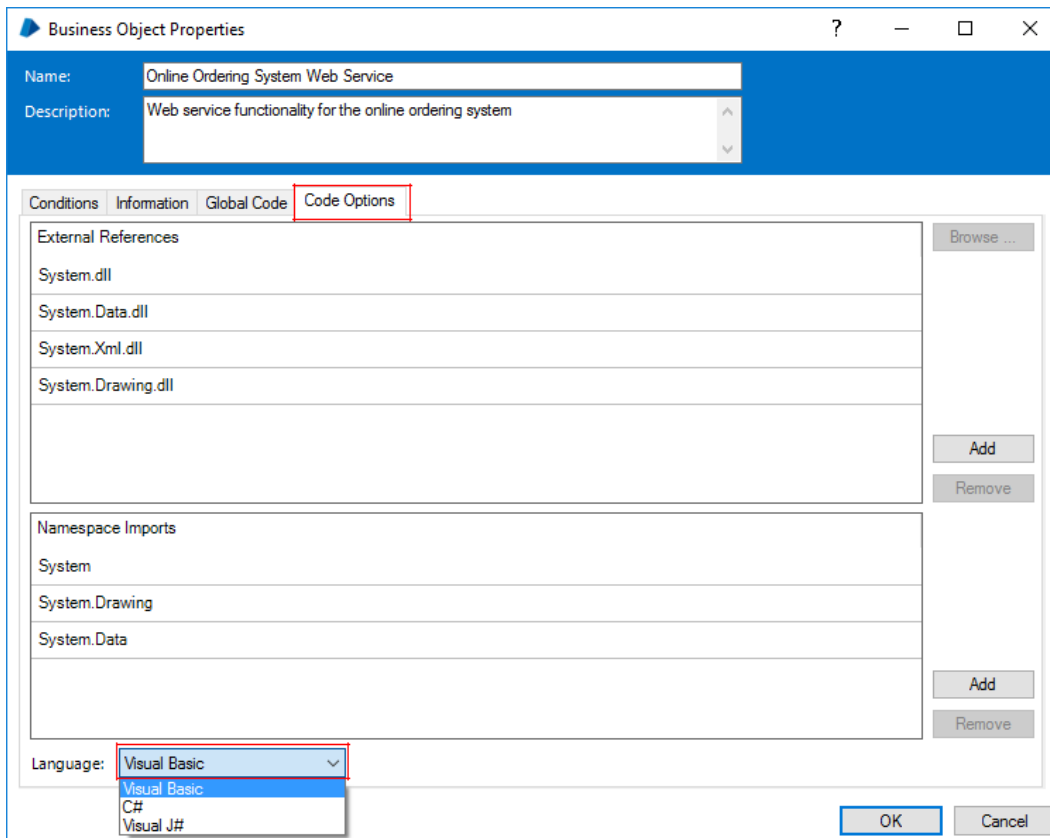 Business Object Properties
?
Name: Online Ordering System Web Service
Description: Web service functionality for the online ordering system
Conditions Information Global Code Code Options
External References Browse ...
System.dll
System.Data.dll
System.Xml.dll
System.Drawing.dll
Add
Remove
Namespace Imports
System
System.Drawing
System.Data
Add
Remove
Language: Visual Basic
Visual Basic
C#
Visual J#
OK Cancel